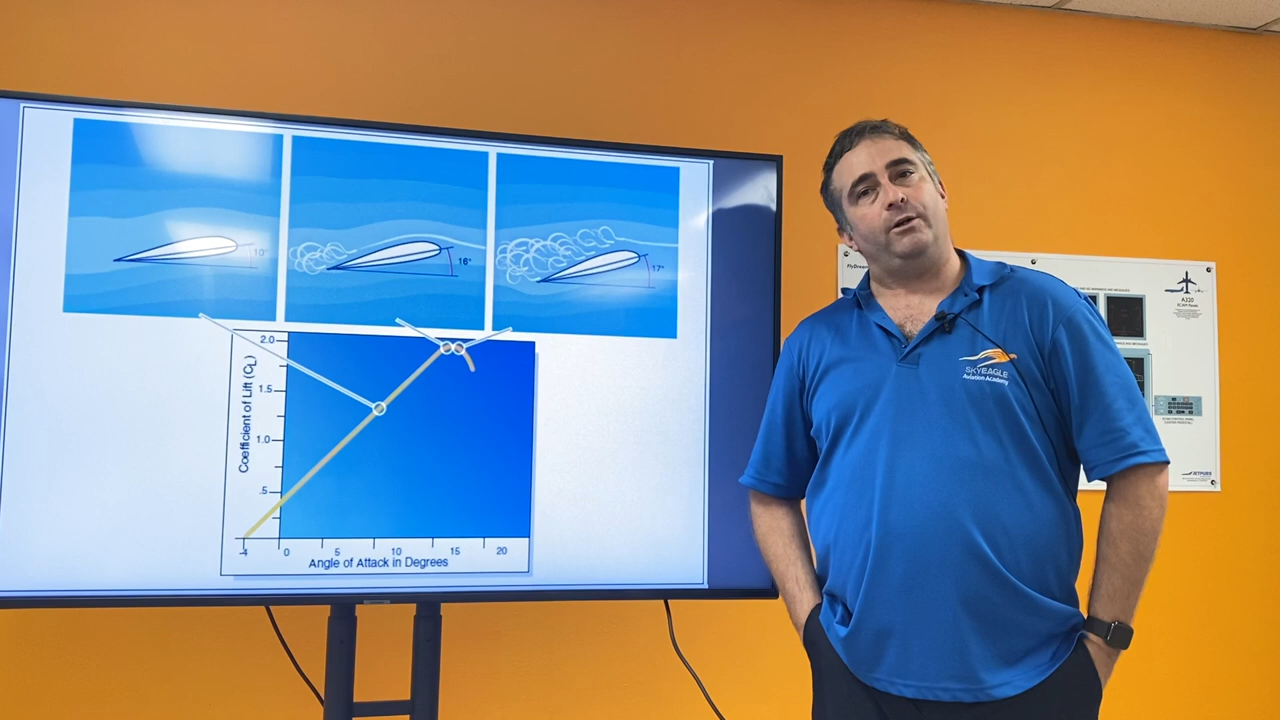 10°
16°
17°
2.0
1.5
1.0
.5
Coefficient of Lift (CL)
-4
0
5
10
15
20
Angle of Attack in Degrees
SKYEAGLE
Aviation Academy
A320
JETPUBS